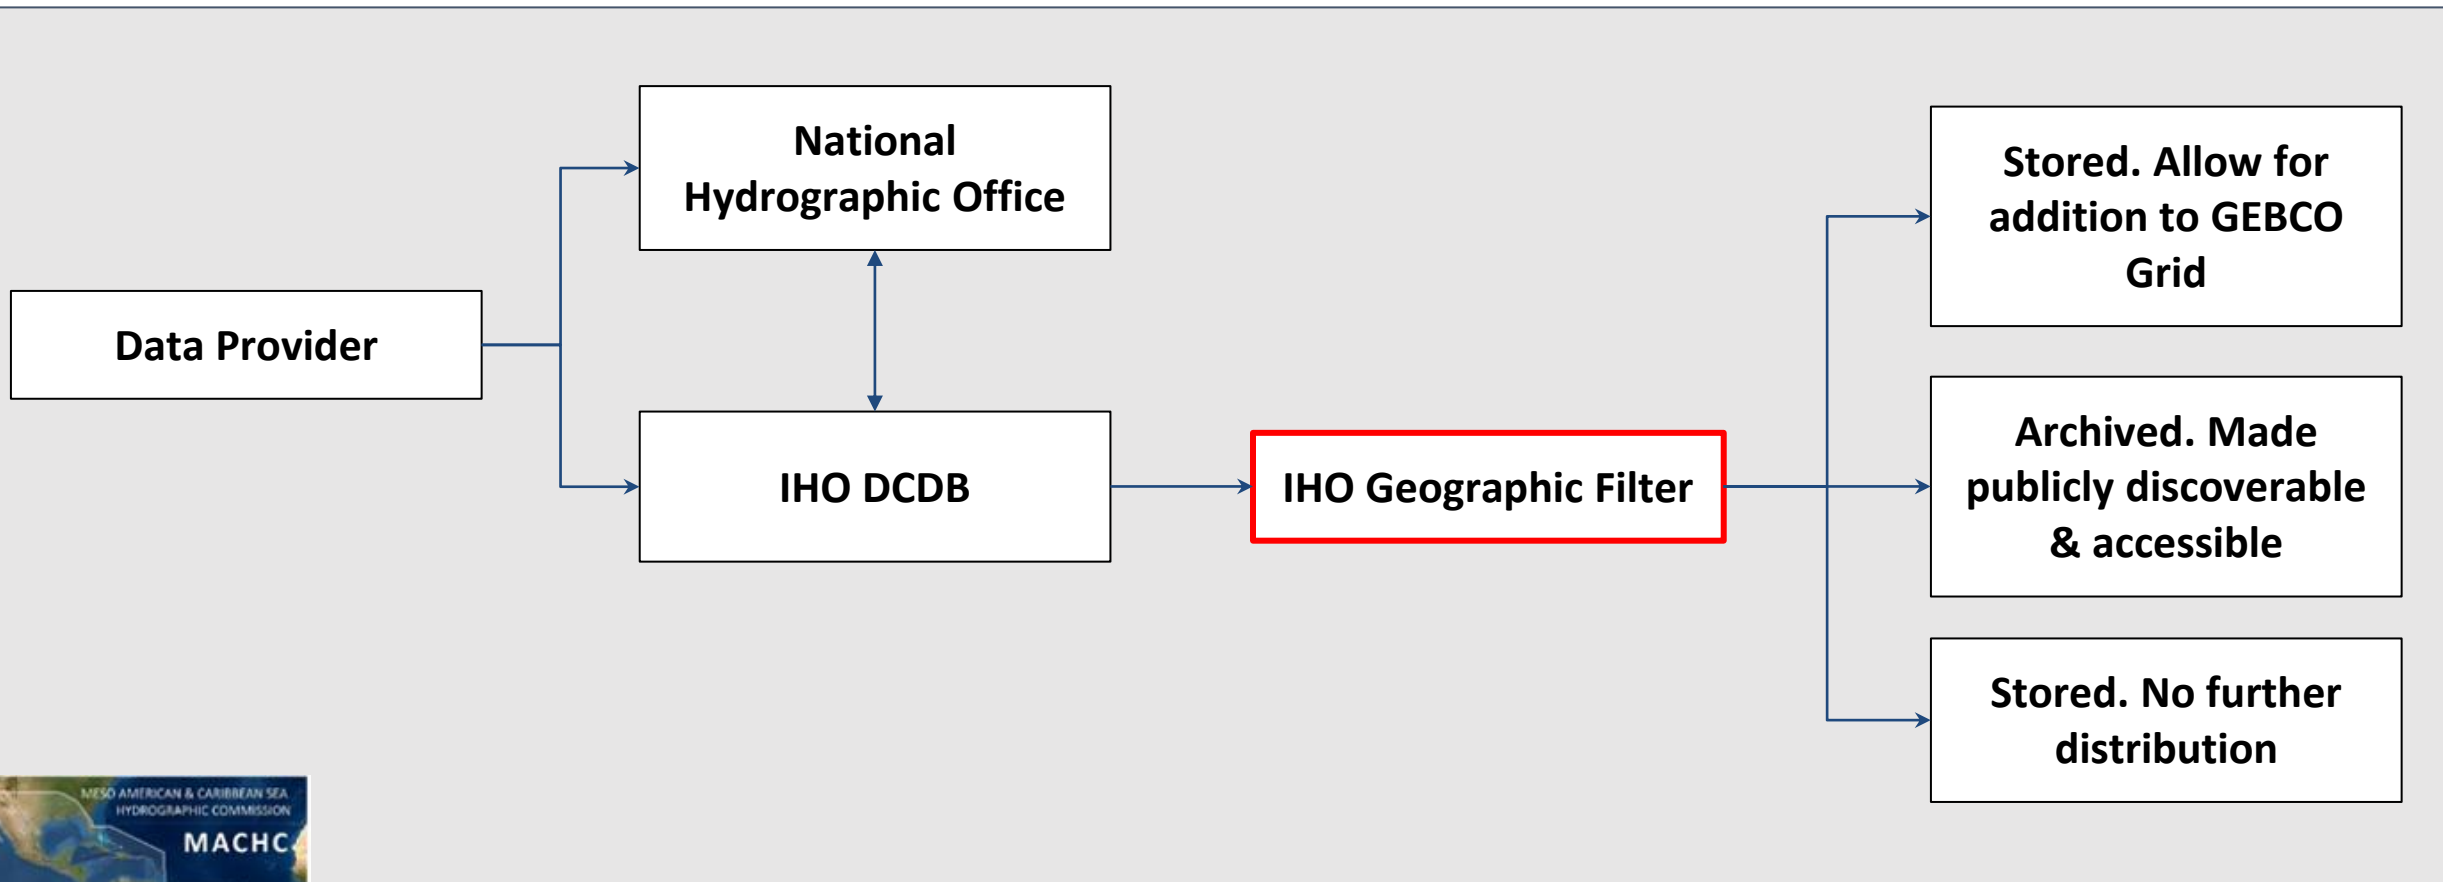 National
Hydrographic Office
Data Provider
IHO DCDB
IHO Geographic Filter
Stored. Allow for
addition to GEBCO
Grid
Archived. Made
publicly discoverable
& accessible
Stored. No further
distribution
MESO AMERICAN & CARIBBEAN SEA
HYDROGRAPHIC COMMISSION
MACHC